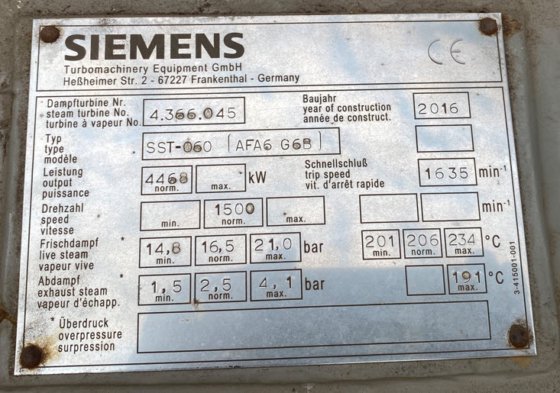 SIEMENS CE
Turbomachinery Equipment GmbH
Heßheimer Str. 2 - 67227 Frankenthal - Germany
Dampfturbine Nr. Baujahr
steam turbine No. 4.366.045 year of construction 2016
turbine à vapeur No. année de construct.
Typ
type SST-060 (AFA6 G6B)
modèle
Leistung Schnellschluß
output 4468 kW trip speed 1635 min⁻¹
puissance norm. max. vit. d'arrêt rapide
Drehzahl
speed 1500 min⁻¹
vitesse min. norm. max.
Frischdampf *
live steam 14,8 16,5 21,0 bar 201 206 234 °C
vapeur vive min. norm. max. min. norm. max.
Abdampf *
exhaust steam 1,5 2,5 4,1 bar 191 °C
vapeur d'échapp. min. norm. max. max.
* Überdruck
overpressure
surpression
3-415001-001